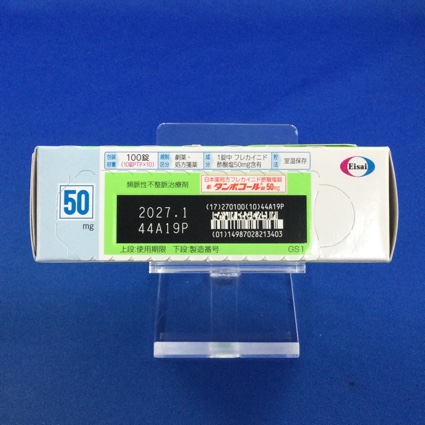 包装容量 100錠 (10錠PTP×10) 規制区分 劇薬・処方箋薬 成分 1錠中 フレカイニド酢酸塩50mg含有 貯法 室温保存
Eisai
日本薬局方フレカイニド酢酸塩錠
タンボコール錠50mg
頻脈性不整脈治療剤
50
mg
2027.1
44A19P
(17)270100(10)44A19P
(01)14987028213403
上段:使用期限 下段:製造番号
GS1